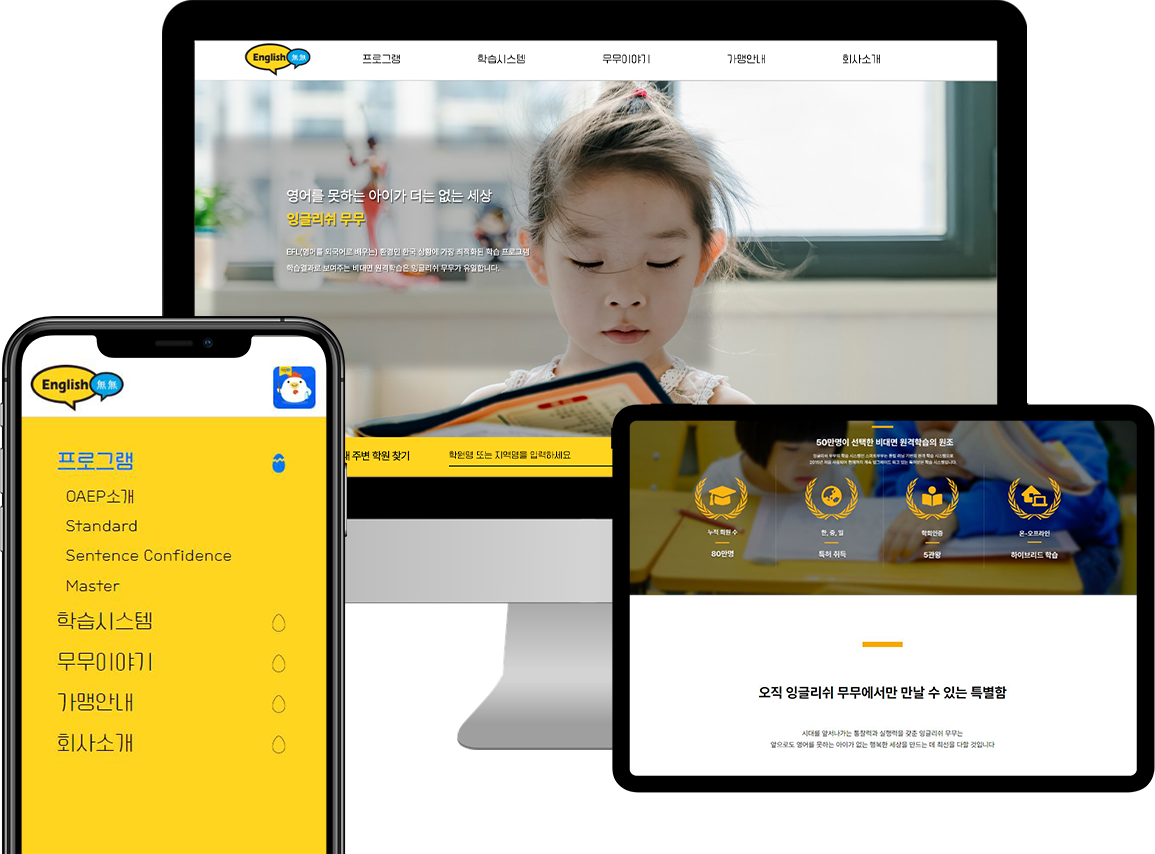 English 無無
프로그램 학습시스템 무무이야기 가맹안내 회사소개
영어를 못하는 아이가 더는 없는 세상
잉글리쉬 무무
EFL(영어를 외국어로 배우는) 환경인 한국 상황에 가장 최적화된 학습 프로그램
학습결과로 보여주는 비대면 원격학습은 잉글리쉬 무무가 유일합니다.
주변 학원 찾기 학원명 또는 지역명을 입력하세요
English 無無
프로그램
OAEP소개
Standard
Sentence Confidence
Master
학습시스템
무무이야기
가맹안내
회사소개
50만명이 선택한 비대면 원격학습의 원조
누적 학원 수 한, 중, 일 학회인증 온-오프라인
80만명 특허 취득 5관왕 하이브리드 학습
오직 잉글리쉬 무무에서만 만날 수 있는 특별함
시대를 앞서나가는 통찰력과 실행력을 갖춘 잉글리쉬 무무는
앞으로도 영어를 못하는 아이가 없는 행복한 세상을 만드는 데 최선을 다할 것입니다